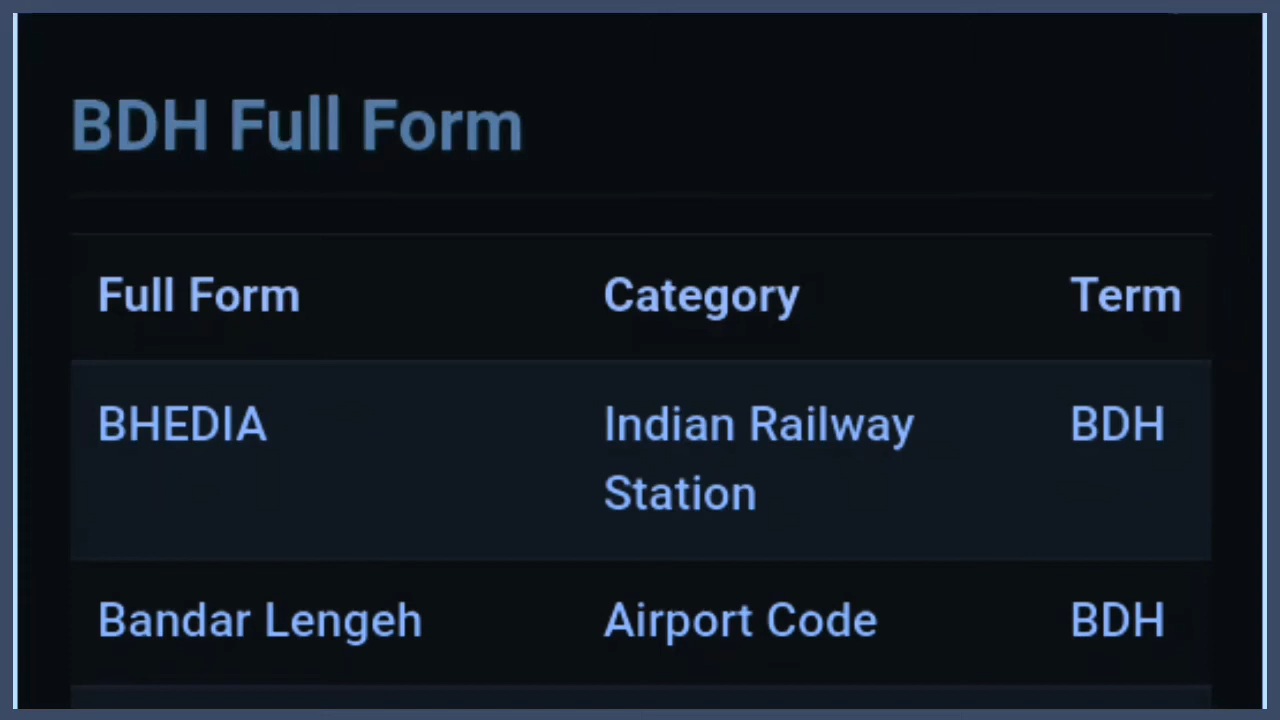 BDH Full Form
Full Form Category Term
BHEDIA Indian Railway BDH
Station
Bandar Lengeh Airport Code BDH